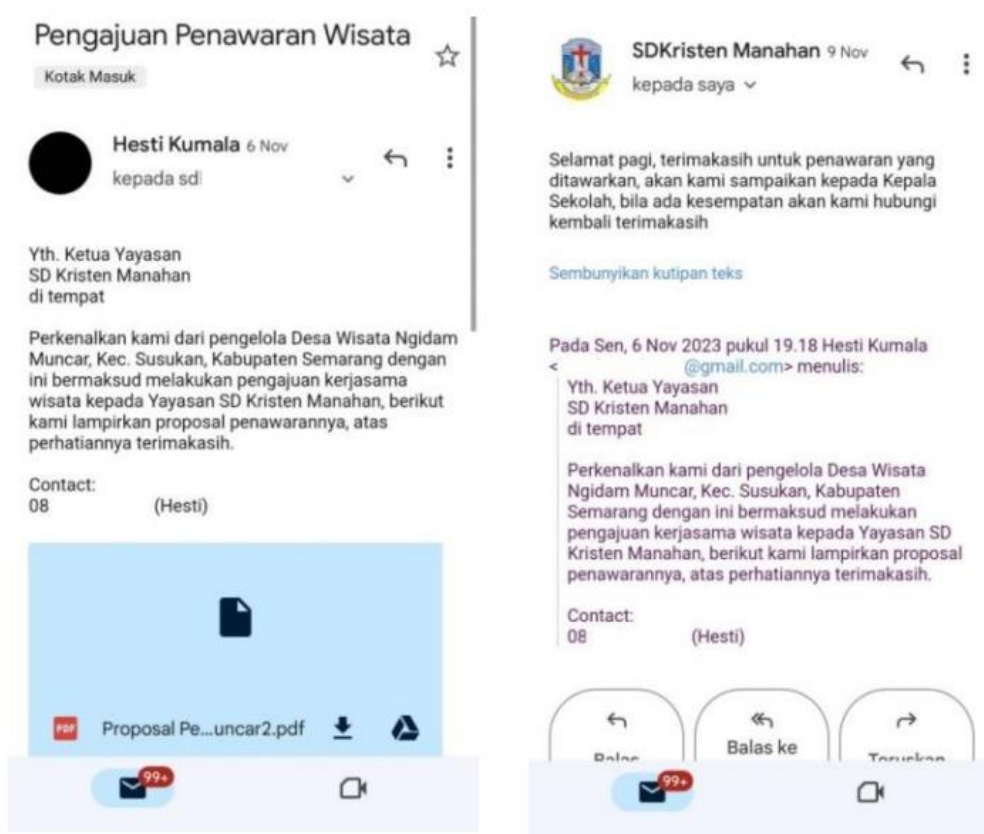 Pengajuan Penawaran Wisata
Kotak Masuk
Hesti Kumala 6 Nov
kepada sd
Yth. Ketua Yayasan
SD Kristen Manahan
di tempat
Perkenalkan kami dari pengelola Desa Wisata Ngidam
Muncar, Kec. Susukan, Kabupaten Semarang dengan
ini bermaksud melakukan pengajuan kerjasama
wisata kepada Yayasan SD Kristen Manahan, berikut
kami lampirkan proposal penawarannya, atas
perhatiannya terimakasih.
Contact:
08 (Hesti)
PDF Proposal Pe...uncar2.pdf
99+
SDKristen Manahan 9 Nov
kepada saya
Selamat pagi, terimakasih untuk penawaran yang
ditawarkan, akan kami sampaikan kepada Kepala
Sekolah, bila ada kesempatan akan kami hubungi
kembali terimakasih
Sembunyikan kutipan teks
Pada Sen, 6 Nov 2023 pukul 19.18 Hesti Kumala
< @gmail.com> menulis:
Yth. Ketua Yayasan
SD Kristen Manahan
di tempat
Perkenalkan kami dari pengelola Desa Wisata
Ngidam Muncar, Kec. Susukan, Kabupaten
Semarang dengan ini bermaksud melakukan
pengajuan kerjasama wisata kepada Yayasan SD
Kristen Manahan, berikut kami lampirkan proposal
penawarannya, atas perhatiannya terimakasih.
Contact:
08 (Hesti)
Balas
Balas ke
Teruskan
99+